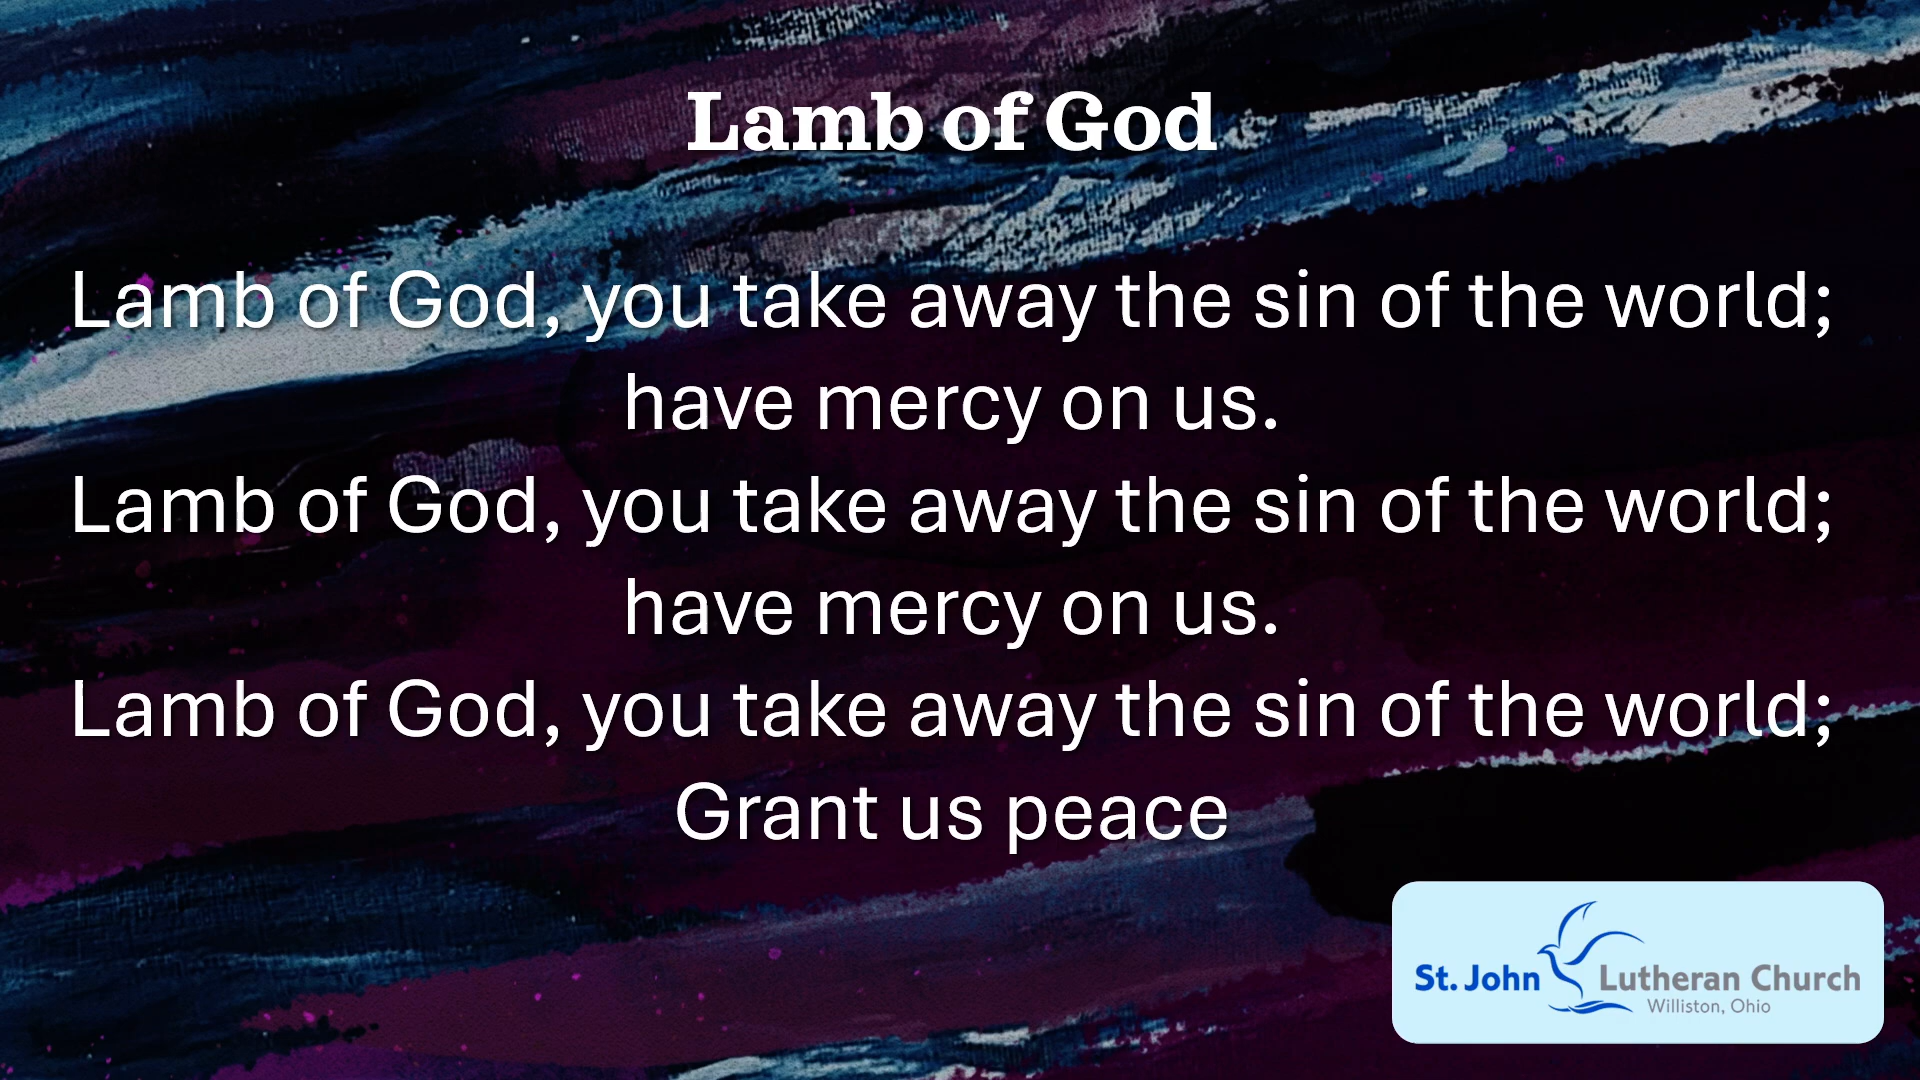 Lamb of God
Lamb of God, you take away the sin of the world;
have mercy on us.
Lamb of God, you take away the sin of the world;
have mercy on us.
Lamb of God, you take away the sin of the world;
Grant us peace
St. John Lutheran Church
Williston, Ohio